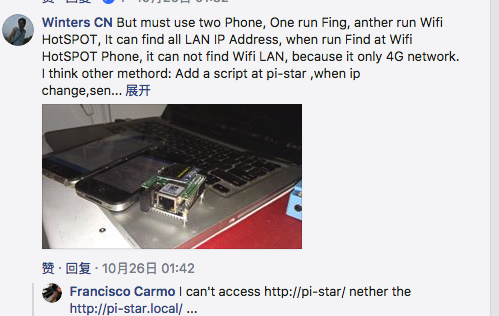 赞 · 回复 · 1 · 10月26日 01:32
Winters CN But must use two Phone, One run Fing, anther run Wifi
HotSPOT, It can find all LAN IP Address, when run Find at Wifi
HotSPOT Phone, it can not find Wifi LAN, because it only 4G network.
I think other methord: Add a script at pi-star ,when ip
change,sen... 展开
赞 · 回复 · 10月26日 01:42
Francisco Carmo I can't access http://pi-star/ nether the
http://pi-star.local/ ...